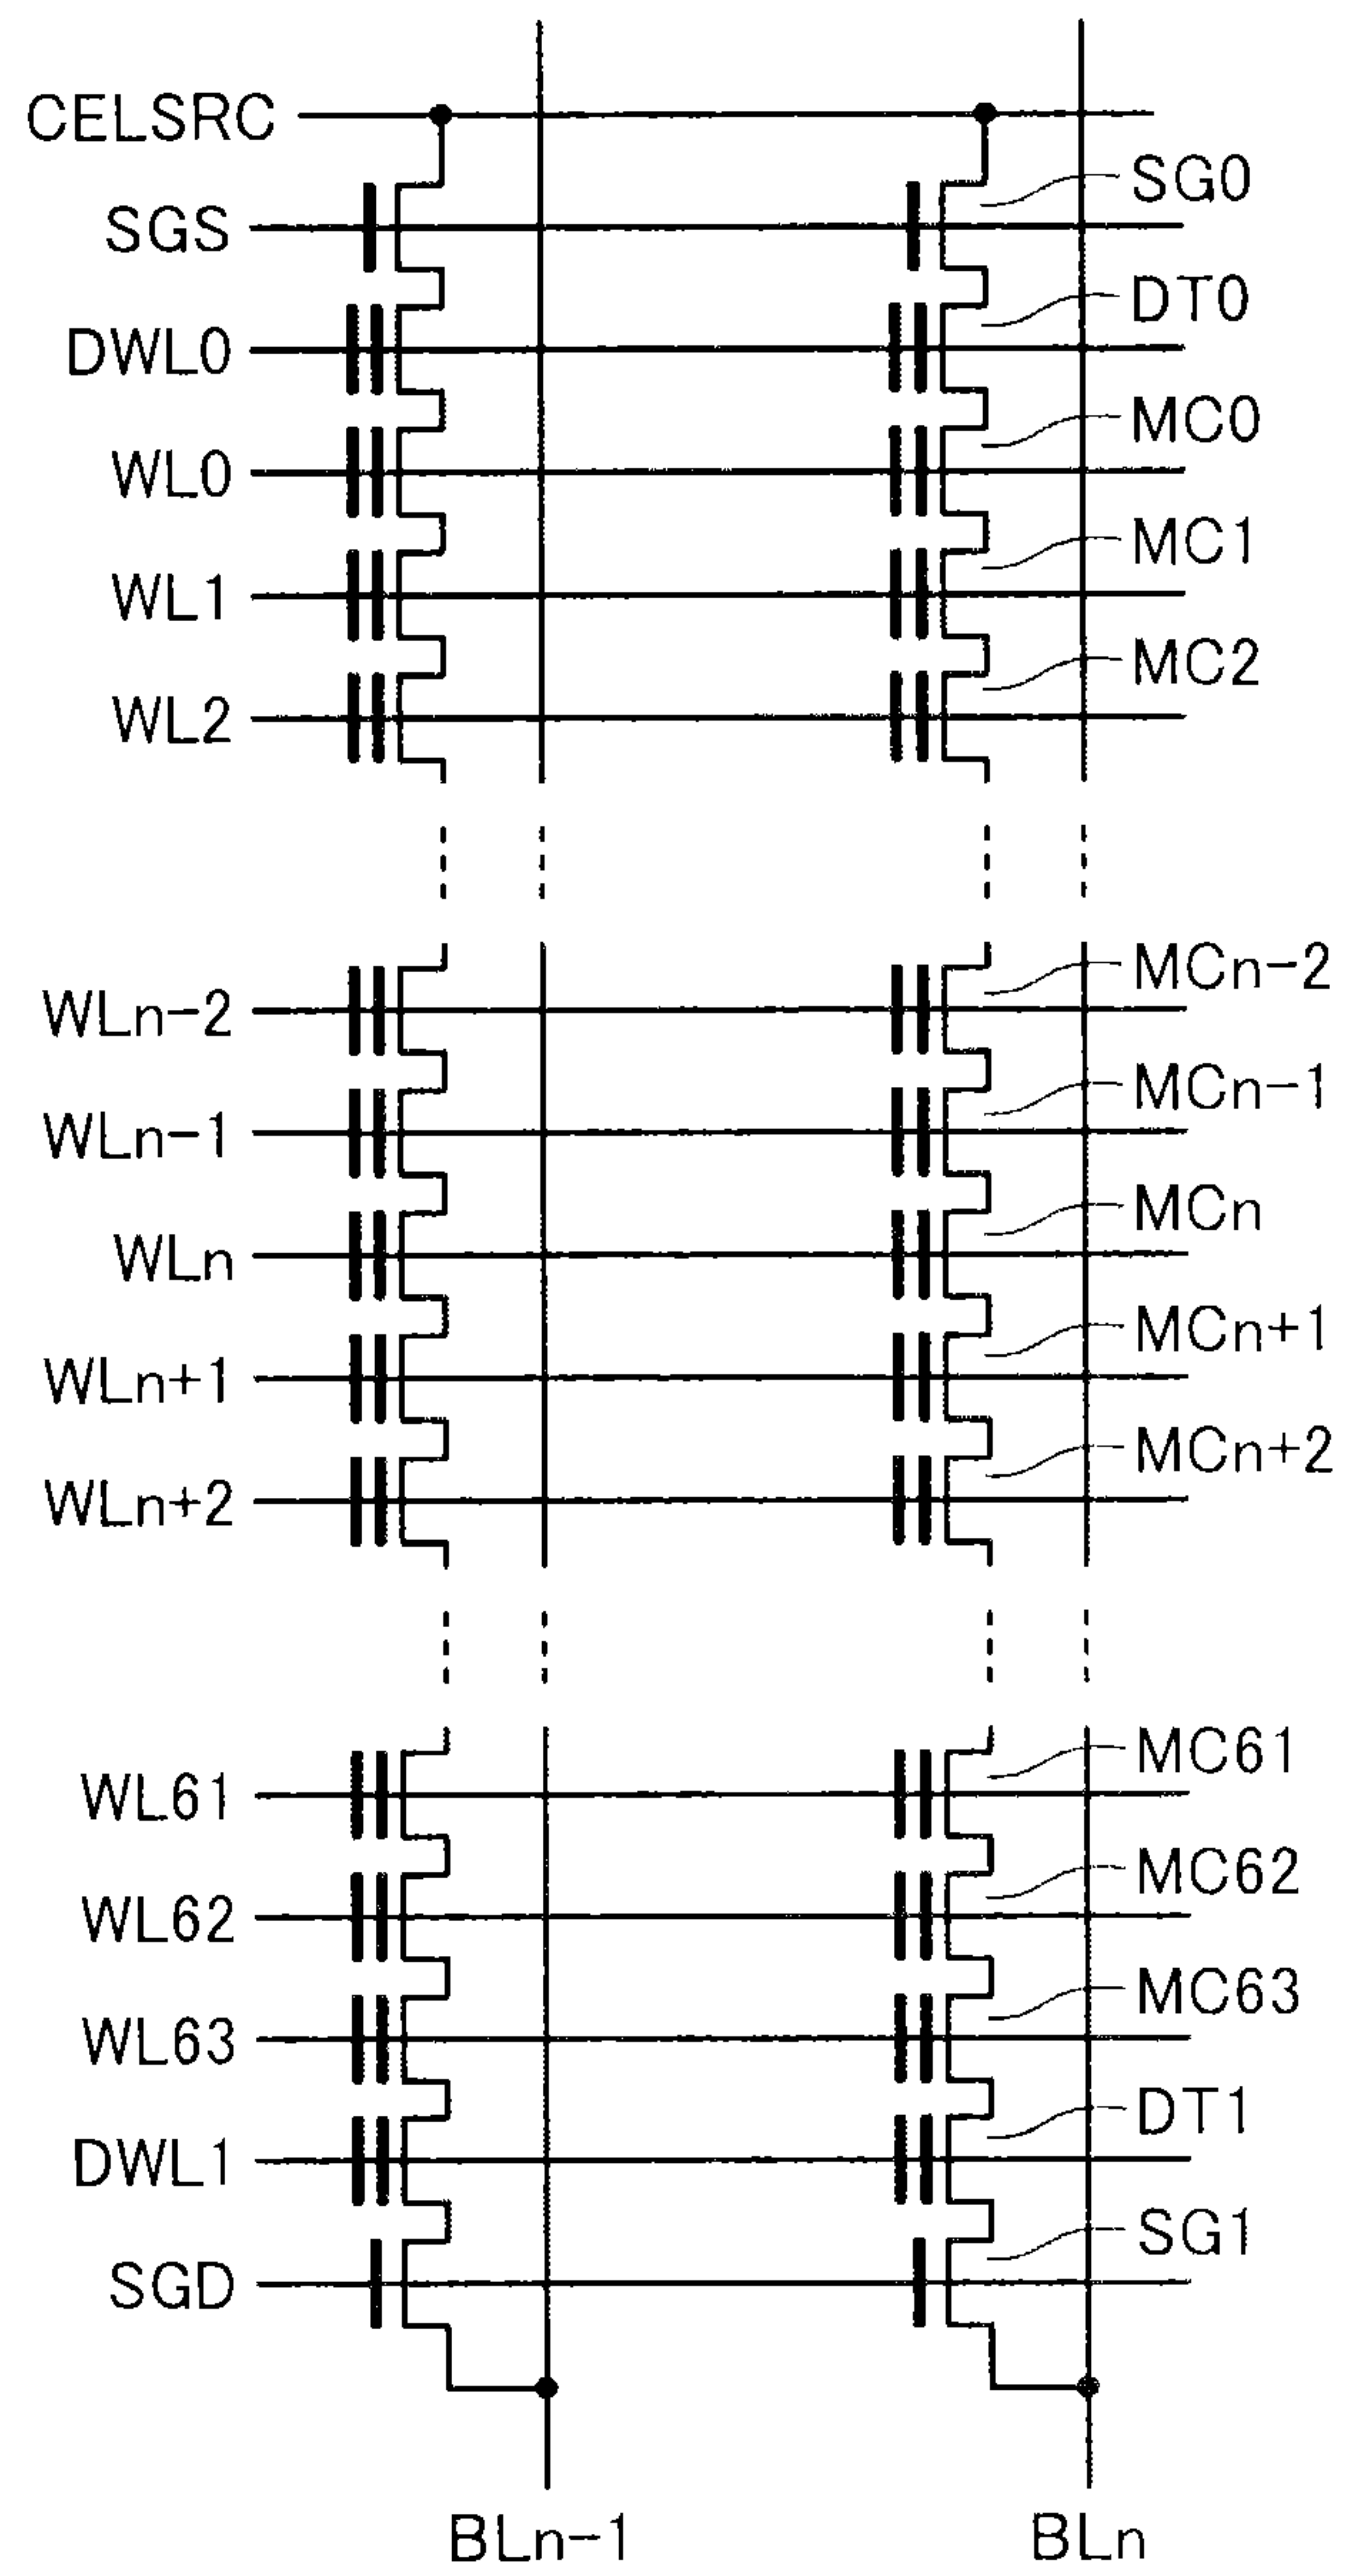 CELSRC
SG0
SGS
DT0
DWL0
MC0
WL0
MC1
WL1
MC2
WL2
MCn-2
WLn-2
MCn-1
WLn-1
MCn
WLn
MCn+1
WLn+1
MCn+2
WLn+2
MC61
WL61
MC62
WL62
MC63
WL63
DT1
DWL1
SG1
SGD
BLn-1 BLn